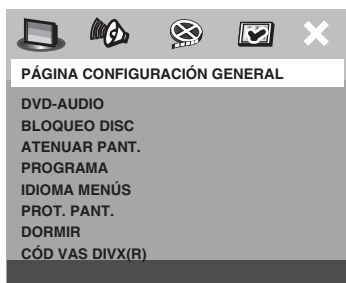 PÁGINA CONFIGURACIÓN GENERAL
DVD-AUDIO
BLOQUEO DISC
ATENUAR PANT.
PROGRAMA
IDIOMA MENÚS
PROT. PANT.
DORMIR
CÓD VAS DIVX(R)